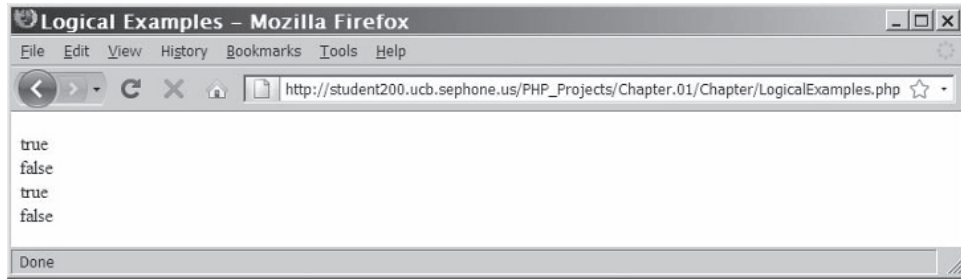 Logical Examples – Mozilla Firefox
File Edit View History Bookmarks Tools Help
http://student200.ucb.sephone.us/PHP_Projects/Chapter.01/Chapter/LogicalExamples.php
true
false
true
false
Done